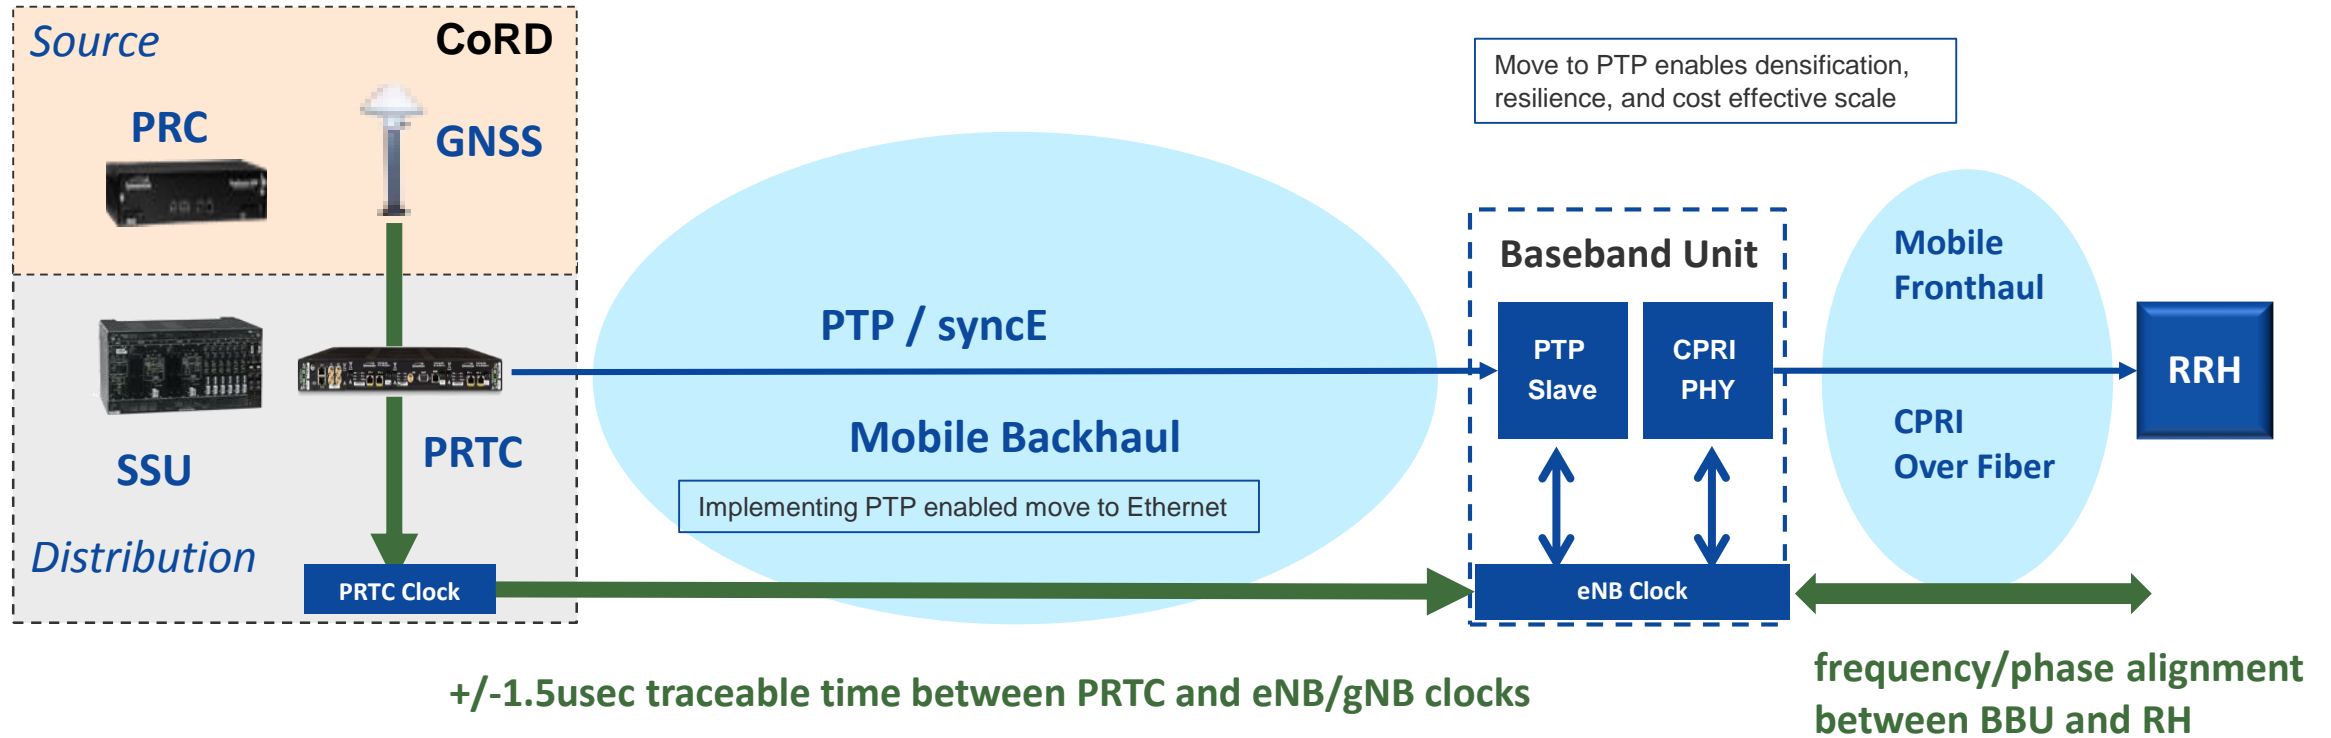 Source
CoRD
PRC
GNSS
SSU
PRTC
Distribution
PRTC Clock
PTP / syncE
Mobile Backhaul
Implementing PTP enabled move to Ethernet
Move to PTP enables densification,
resilience, and cost effective scale
Baseband Unit
PTP
Slave
CPRI
PHY
eNB Clock
Mobile
Fronthaul
CPRI
Over Fiber
RRH
+/-1.5usec traceable time between PRTC and eNB/gNB clocks
frequency/phase alignment
between BBU and RH